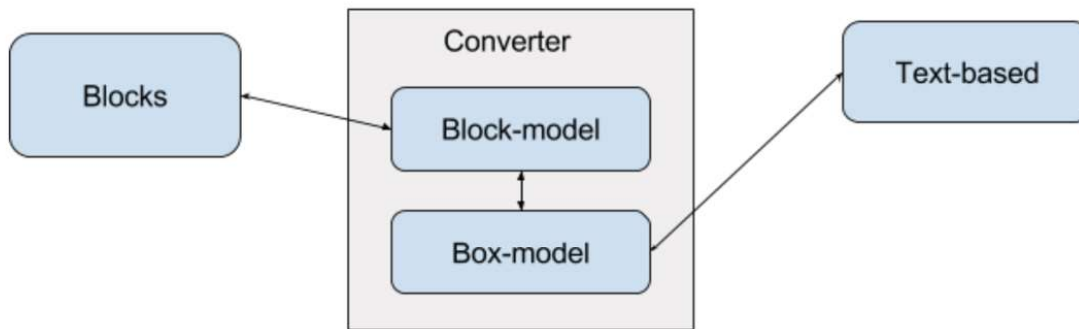 Converter
Blocks
Block-model
Box-model
Text-based